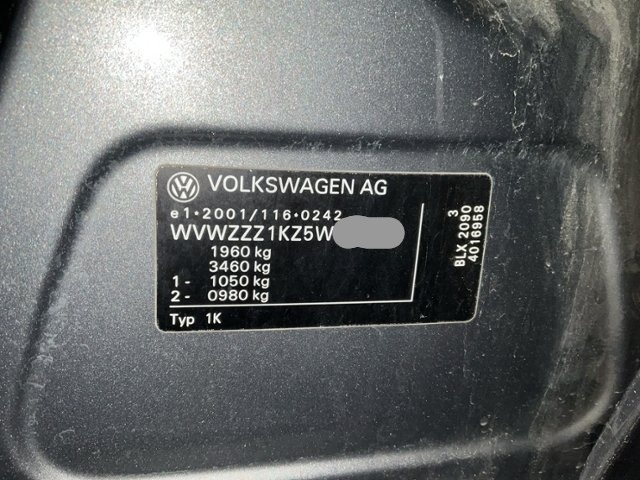 VOLKSWAGEN AG
e1*2001/116*0242
WVWZZZ1KZ5W
1960 kg
3460 kg
1- 1050 kg
2- 0980 kg
Typ 1K
3
BLX 2090
4016958